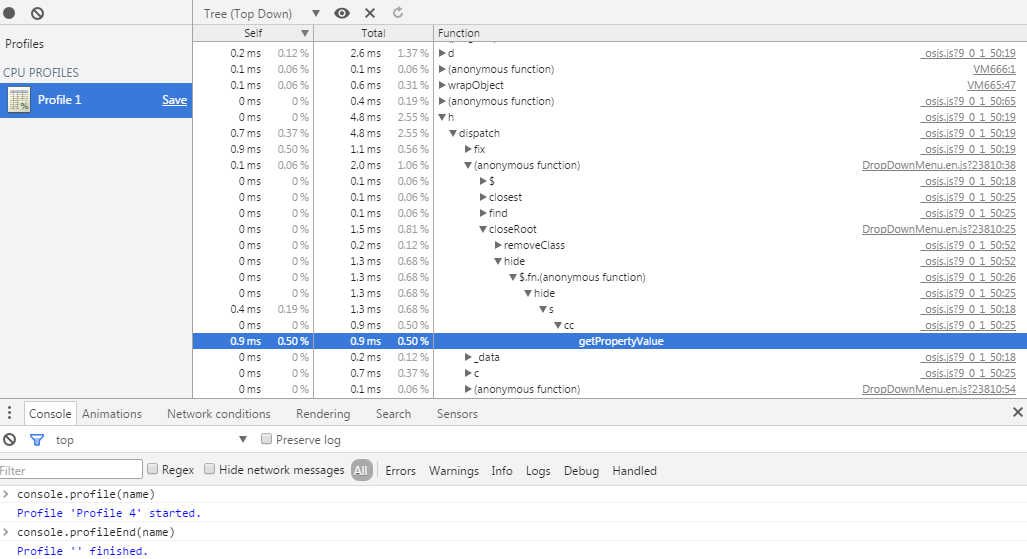 Tree (Top Down)
Profiles
CPU PROFILES
Profile 1 Save
Self Total Function
0.2 ms 0.12 % 2.6 ms 1.37 % d _osjs.js?9_0_1_50:19
0.1 ms 0.06 % 0.1 ms 0.06 % (anonymous function) VM666:1
0.1 ms 0.06 % 0.6 ms 0.31 % wrapObject VM665:47
0 ms 0 % 0.4 ms 0.19 % (anonymous function) _osjs.js?9_0_1_50:65
0 ms 0 % 4.8 ms 2.55 % h _osjs.js?9_0_1_50:19
0.7 ms 0.37 % 4.8 ms 2.55 % dispatch _osjs.js?9_0_1_50:19
0.9 ms 0.50 % 1.1 ms 0.56 % fix _osjs.js?9_0_1_50:19
0.1 ms 0.06 % 2.0 ms 1.06 % (anonymous function) DropDownMenu.en.js?23810:38
0 ms 0 % 0.1 ms 0.06 % $ _osjs.js?9_0_1_50:18
0 ms 0 % 0.1 ms 0.06 % closest _osjs.js?9_0_1_50:25
0 ms 0 % 0.1 ms 0.06 % find _osjs.js?9_0_1_50:25
0 ms 0 % 1.5 ms 0.81 % closeRoot DropDownMenu.en.js?23810:25
0 ms 0 % 0.2 ms 0.12 % removeClass _osjs.js?9_0_1_50:52
0 ms 0 % 1.3 ms 0.68 % hide _osjs.js?9_0_1_50:52
0 ms 0 % 1.3 ms 0.68 % $.fn.(anonymous function) _osjs.js?9_0_1_50:26
0 ms 0 % 1.3 ms 0.68 % hide _osjs.js?9_0_1_50:25
0.4 ms 0.19 % 1.3 ms 0.68 % s _osjs.js?9_0_1_50:25
0 ms 0 % 0.9 ms 0.50 % cc _osjs.js?9_0_1_50:25
0.9 ms 0.50 % 0.9 ms 0.50 % getPropertyValue
0 ms 0 % 0.2 ms 0.12 % _data _osjs.js?9_0_1_50:18
0 ms 0 % 0.7 ms 0.37 % c _osjs.js?9_0_1_50:25
0 ms 0 % 0.1 ms 0.06 % (anonymous function) DropDownMenu.en.js?23810:54
Console Animations Network conditions Rendering Search Sensors
top Preserve log
Filter Regex Hide network messages All Errors Warnings Info Logs Debug Handled
console.profile(name)
Profile 'Profile 4' started.
console.profileEnd(name)
Profile '' finished.